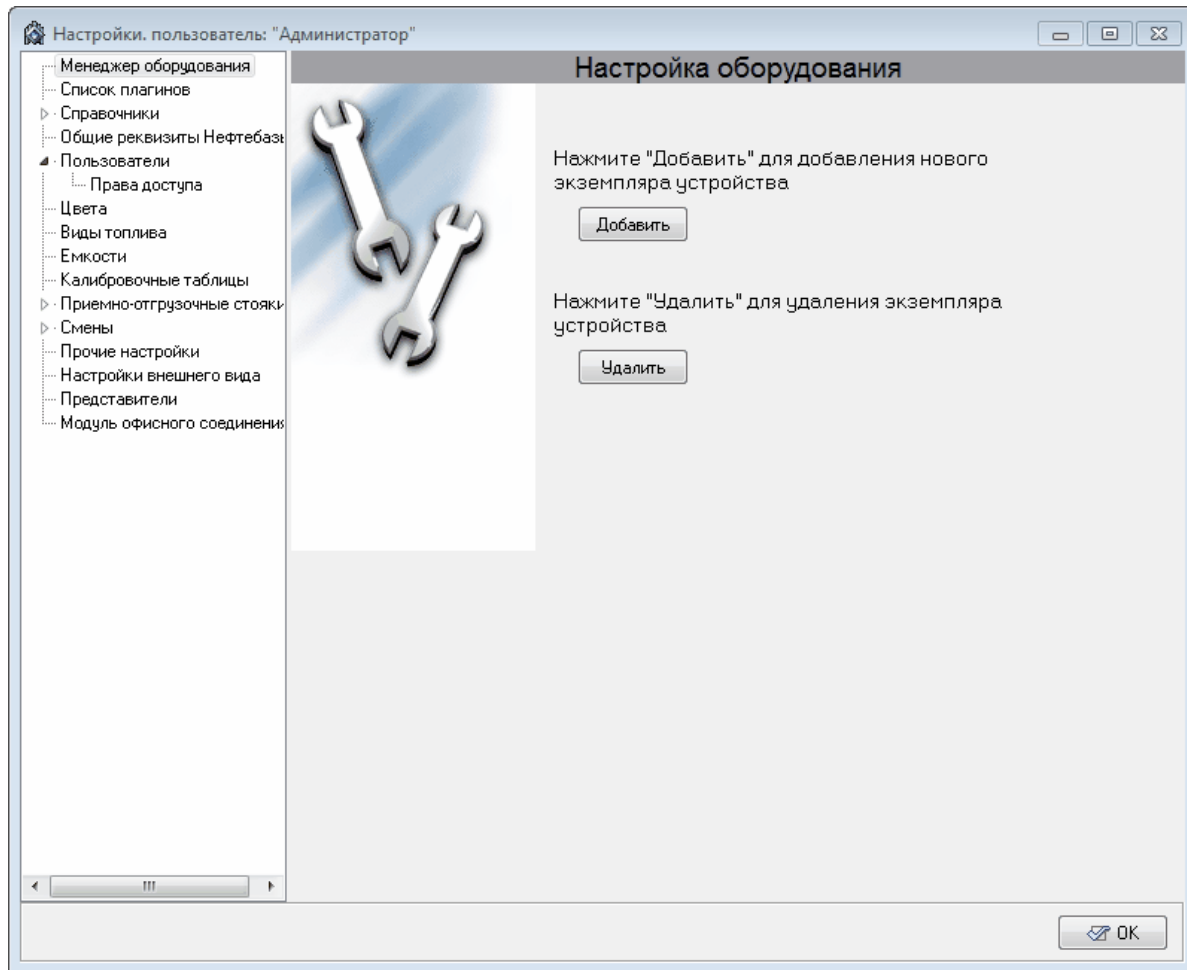 Настройки. пользователь: "Администратор"
Менеджер оборудования
Список плагинов
Справочники
Общие реквизиты Нефтебазы
Пользователи
Права доступа
Цвета
Виды топлива
Емкости
Калибровочные таблицы
Приемно-отгрузочные стояки
Смены
Прочие настройки
Настройки внешнего вида
Представители
Модуль офисного соединения
Настройка оборудования
Нажмите "Добавить" для добавления нового
экземпляра устройства
Добавить
Нажмите "Удалить" для удаления экземпляра
устройства
Удалить
OK